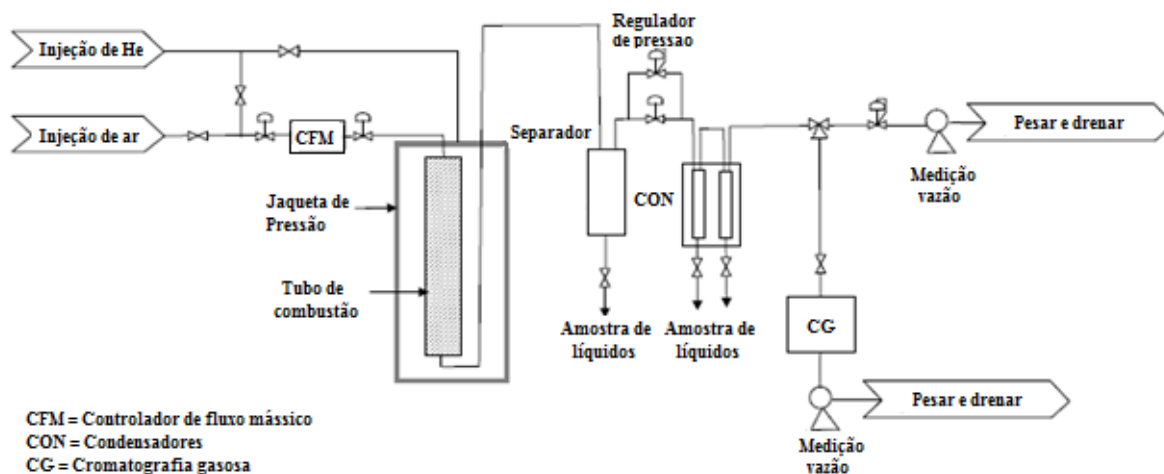 Injeção de He
Injeção de ar
CFM
Regulador
de pressao
Separador
CON
Pesar e drenar
Medição
vazão
Jaqueta de
Pressão
Tubo de
combustão
Amostra de
líquidos
Amostra de
líquidos
CG
Pesar e drenar
Medição
vazão
CFM = Controlador de fluxo mássico
CON = Condensadores
CG = Cromatografia gasosa